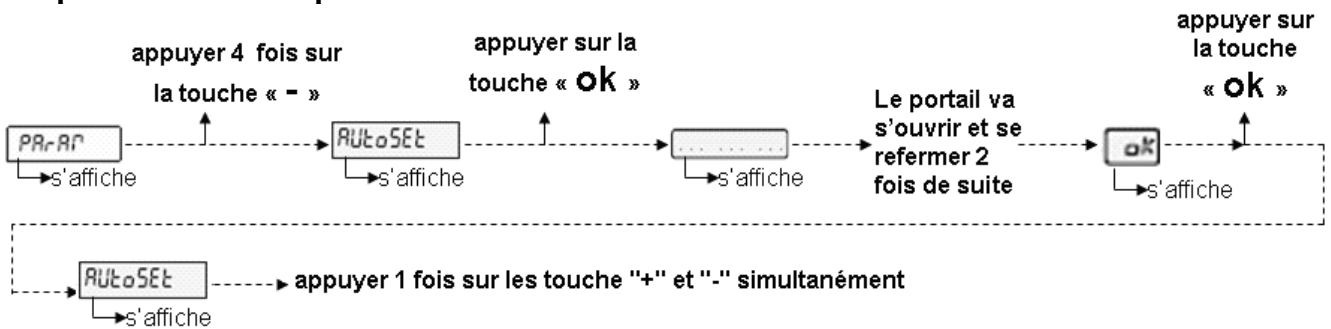 appuyer 4 fois sur
la touche « - »
appuyer sur la
touche « ok »
appuyer sur
la touche
« ok »
PArAM
s'affiche
AUtoSEt
s'affiche
... ... ...
s'affiche
Le portail va
s'ouvrir et se
refermer 2
fois de suite
ok
s'affiche
AUtoSEt
s'affiche
appuyer 1 fois sur les touche "+" et "-" simultanément